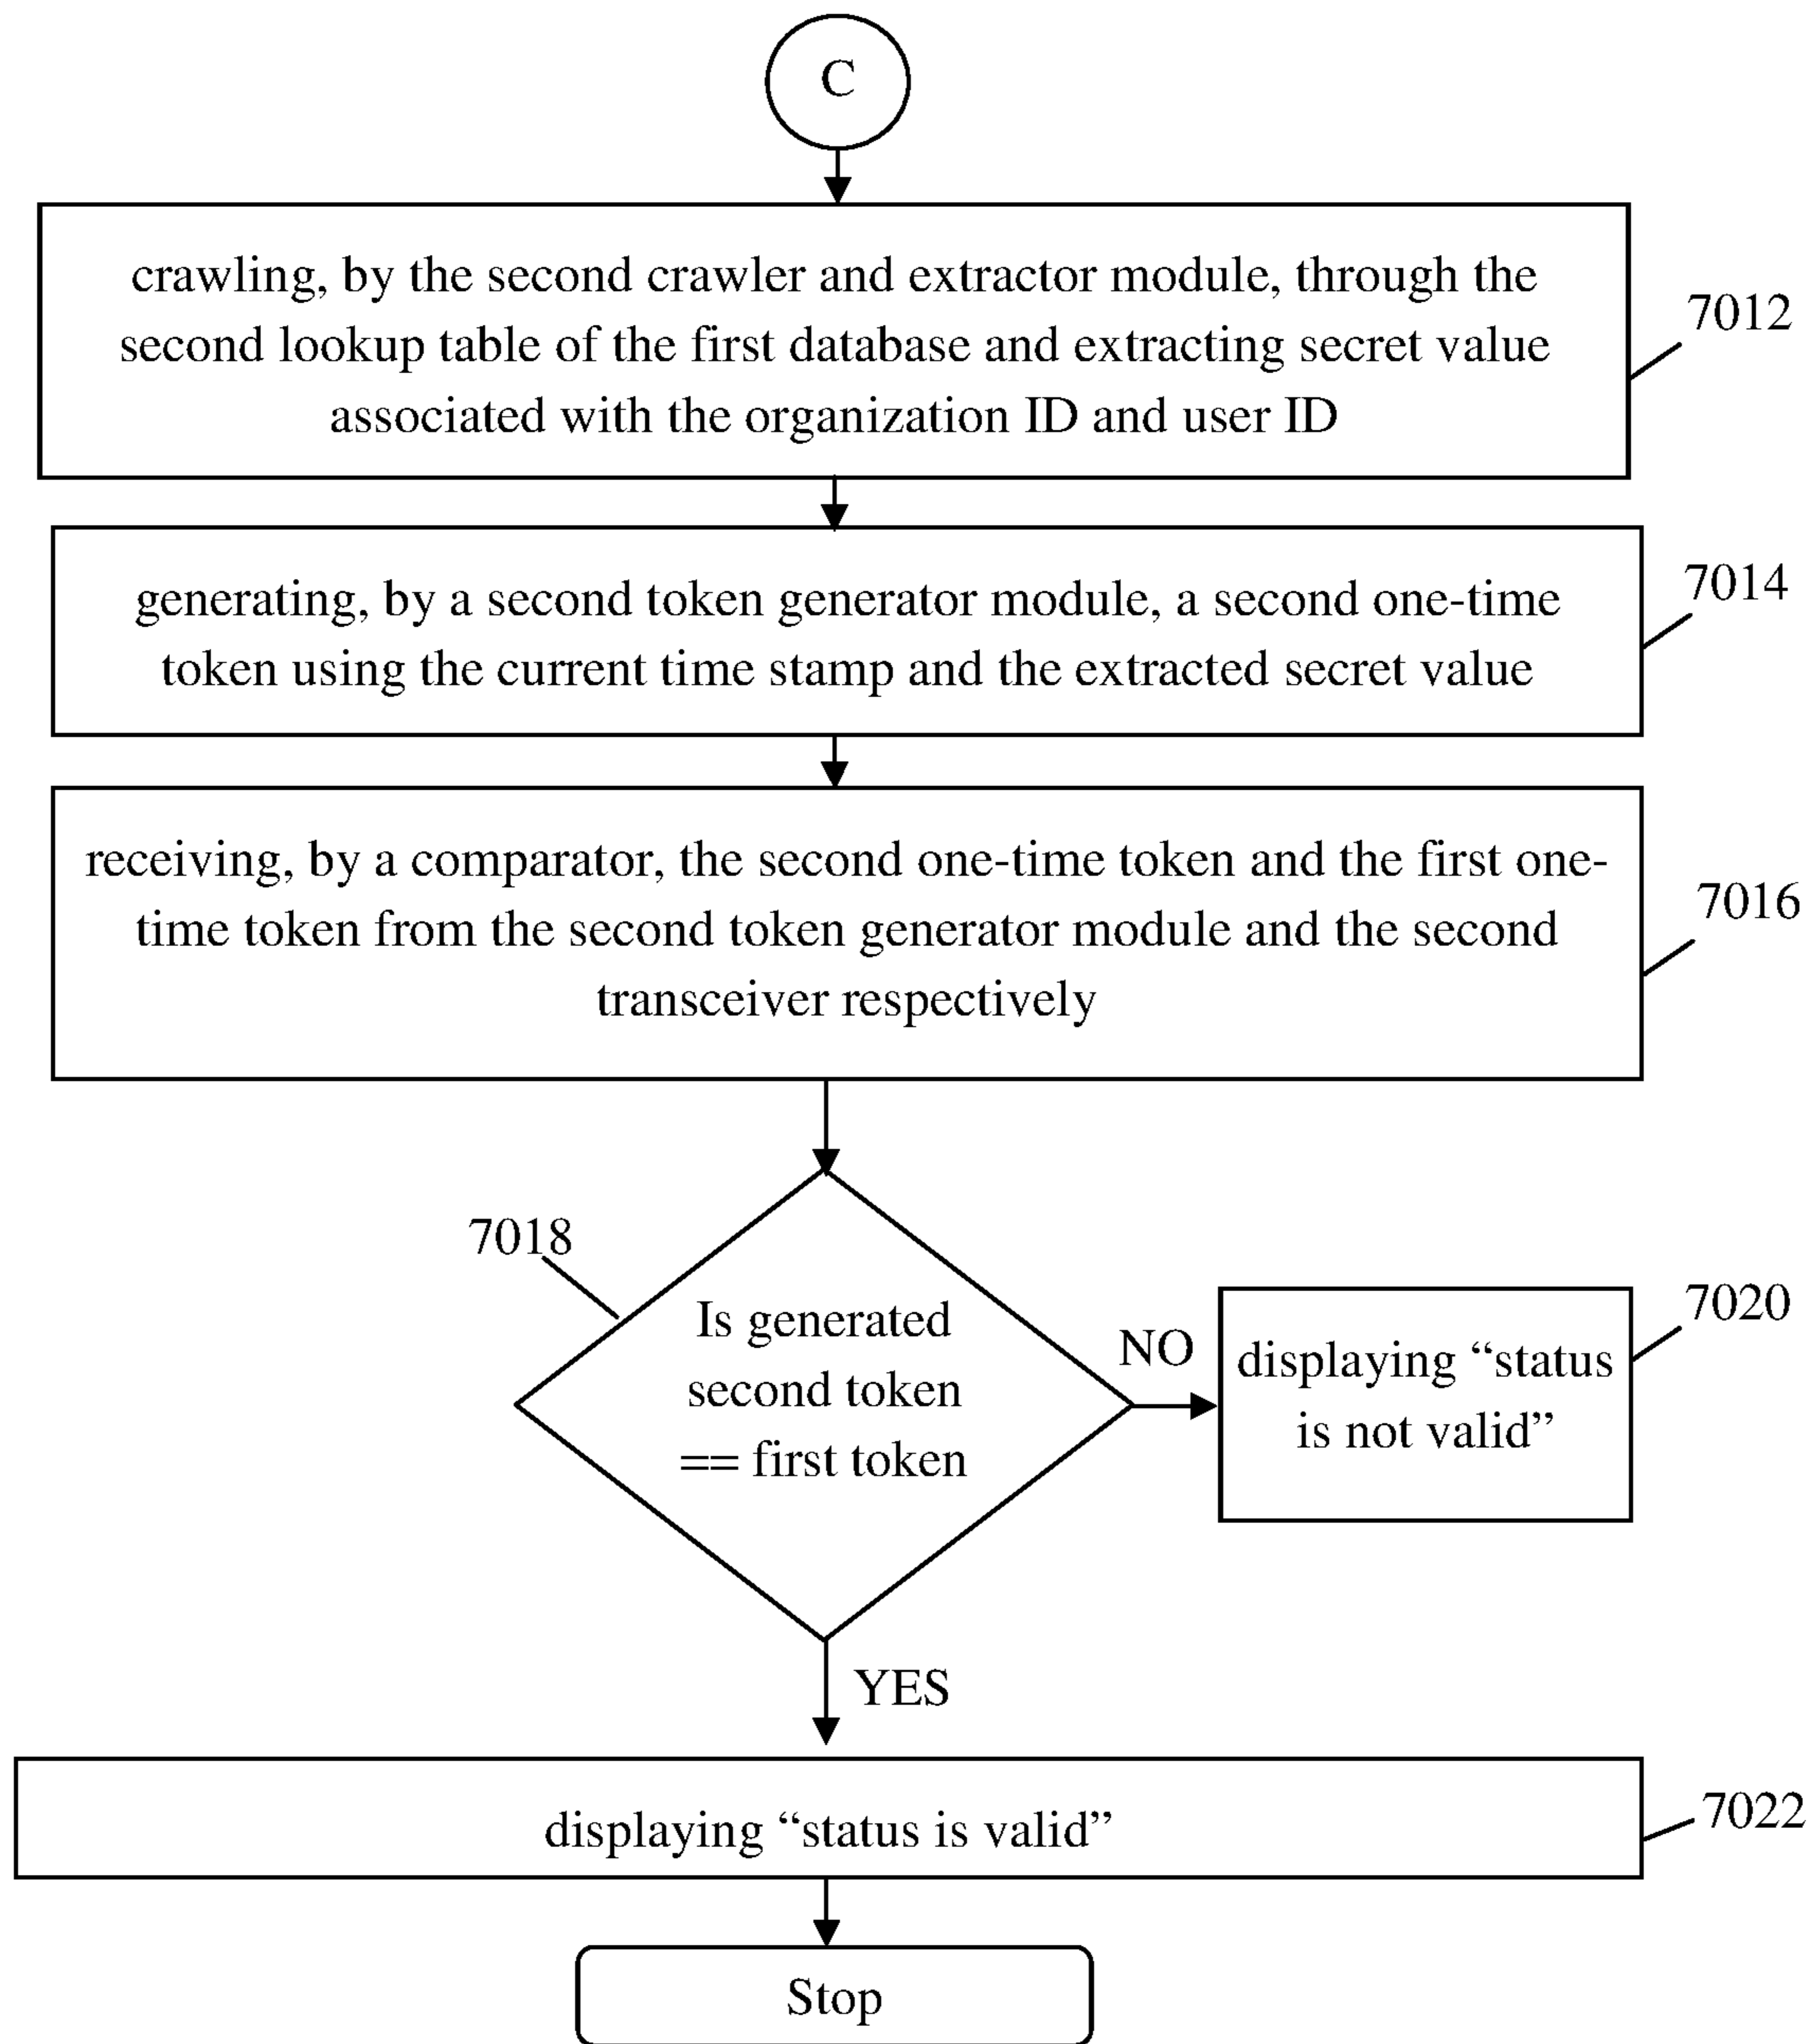 C
crawling, by the second crawler and extractor module, through the
second lookup table of the first database and extracting secret value
associated with the organization ID and user ID
7012
generating, by a second token generator module, a second one-time
token using the current time stamp and the extracted secret value
7014
receiving, by a comparator, the second one-time token and the first one-
time token from the second token generator module and the second
transceiver respectively
7016
7018
Is generated
second token
== first token
NO
displaying “status
is not valid”
7020
YES
displaying “status is valid”
7022
Stop